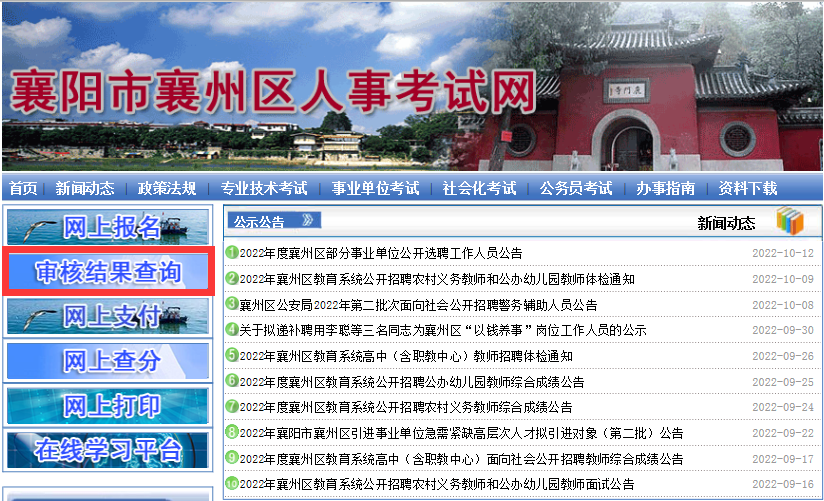 襄阳市襄州区人事考试网
鹿门寺
首页 | 新闻动态 | 政策法规 | 专业技术考试 | 事业单位考试 | 社会化考试 | 公务员考试 | 办事指南 | 资料下载
网上报名
审核结果查询
网上支付
网上查分
网上打印
在线学习平台
公示公告 》 新闻动态
1 2022年度襄州区部分事业单位公开选聘工作人员公告 2022-10-12
2 2022年度襄州区教育系统公开招聘农村义务教师和公办幼儿园教师体检通知 2022-10-09
3 襄州区公安局2022年第二批次面向社会公开招聘警务辅助人员公告 2022-10-08
4 关于拟递补聘用李聪等三名同志为襄州区“以钱养事”岗位工作人员的公示 2022-09-30
5 2022年襄州区教育系统高中（含职教中心）教师招聘体检通知 2022-09-26
6 2022年度襄州区教育系统公开招聘公办幼儿园教师综合成绩公告 2022-09-25
7 2022年度襄州区教育系统公开招聘农村义务教师综合成绩公告 2022-09-24
8 2022年襄阳市襄州区引进事业单位急需紧缺高层次人才拟引进对象（第二批）公告 2022-09-22
9 2022年度襄州区教育系统高中（含职教中心）面向社会公开招聘教师综合成绩公告 2022-09-17
10 2022年襄州区教育系统公开招聘农村义务教师和公办幼儿园教师面试公告 2022-09-16